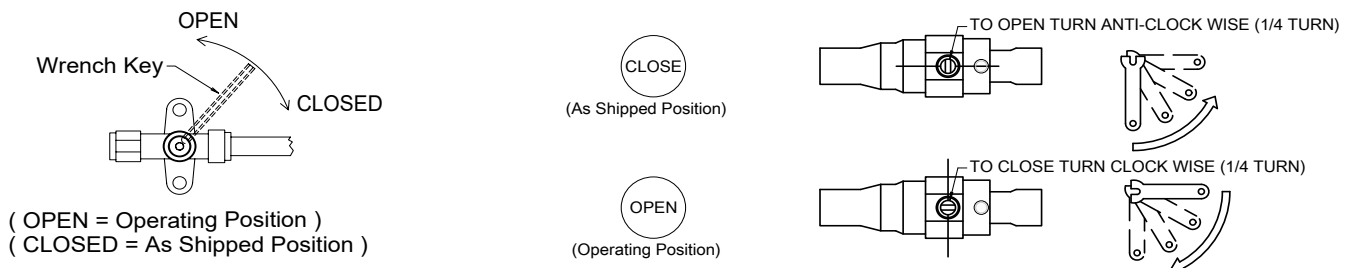 OPEN
Wrench Key
CLOSED
( OPEN = Operating Position )
( CLOSED = As Shipped Position )
CLOSE
(As Shipped Position)
TO OPEN TURN ANTI-CLOCK WISE (1/4 TURN)
OPEN
(Operating Position)
TO CLOSE TURN CLOCK WISE (1/4 TURN)